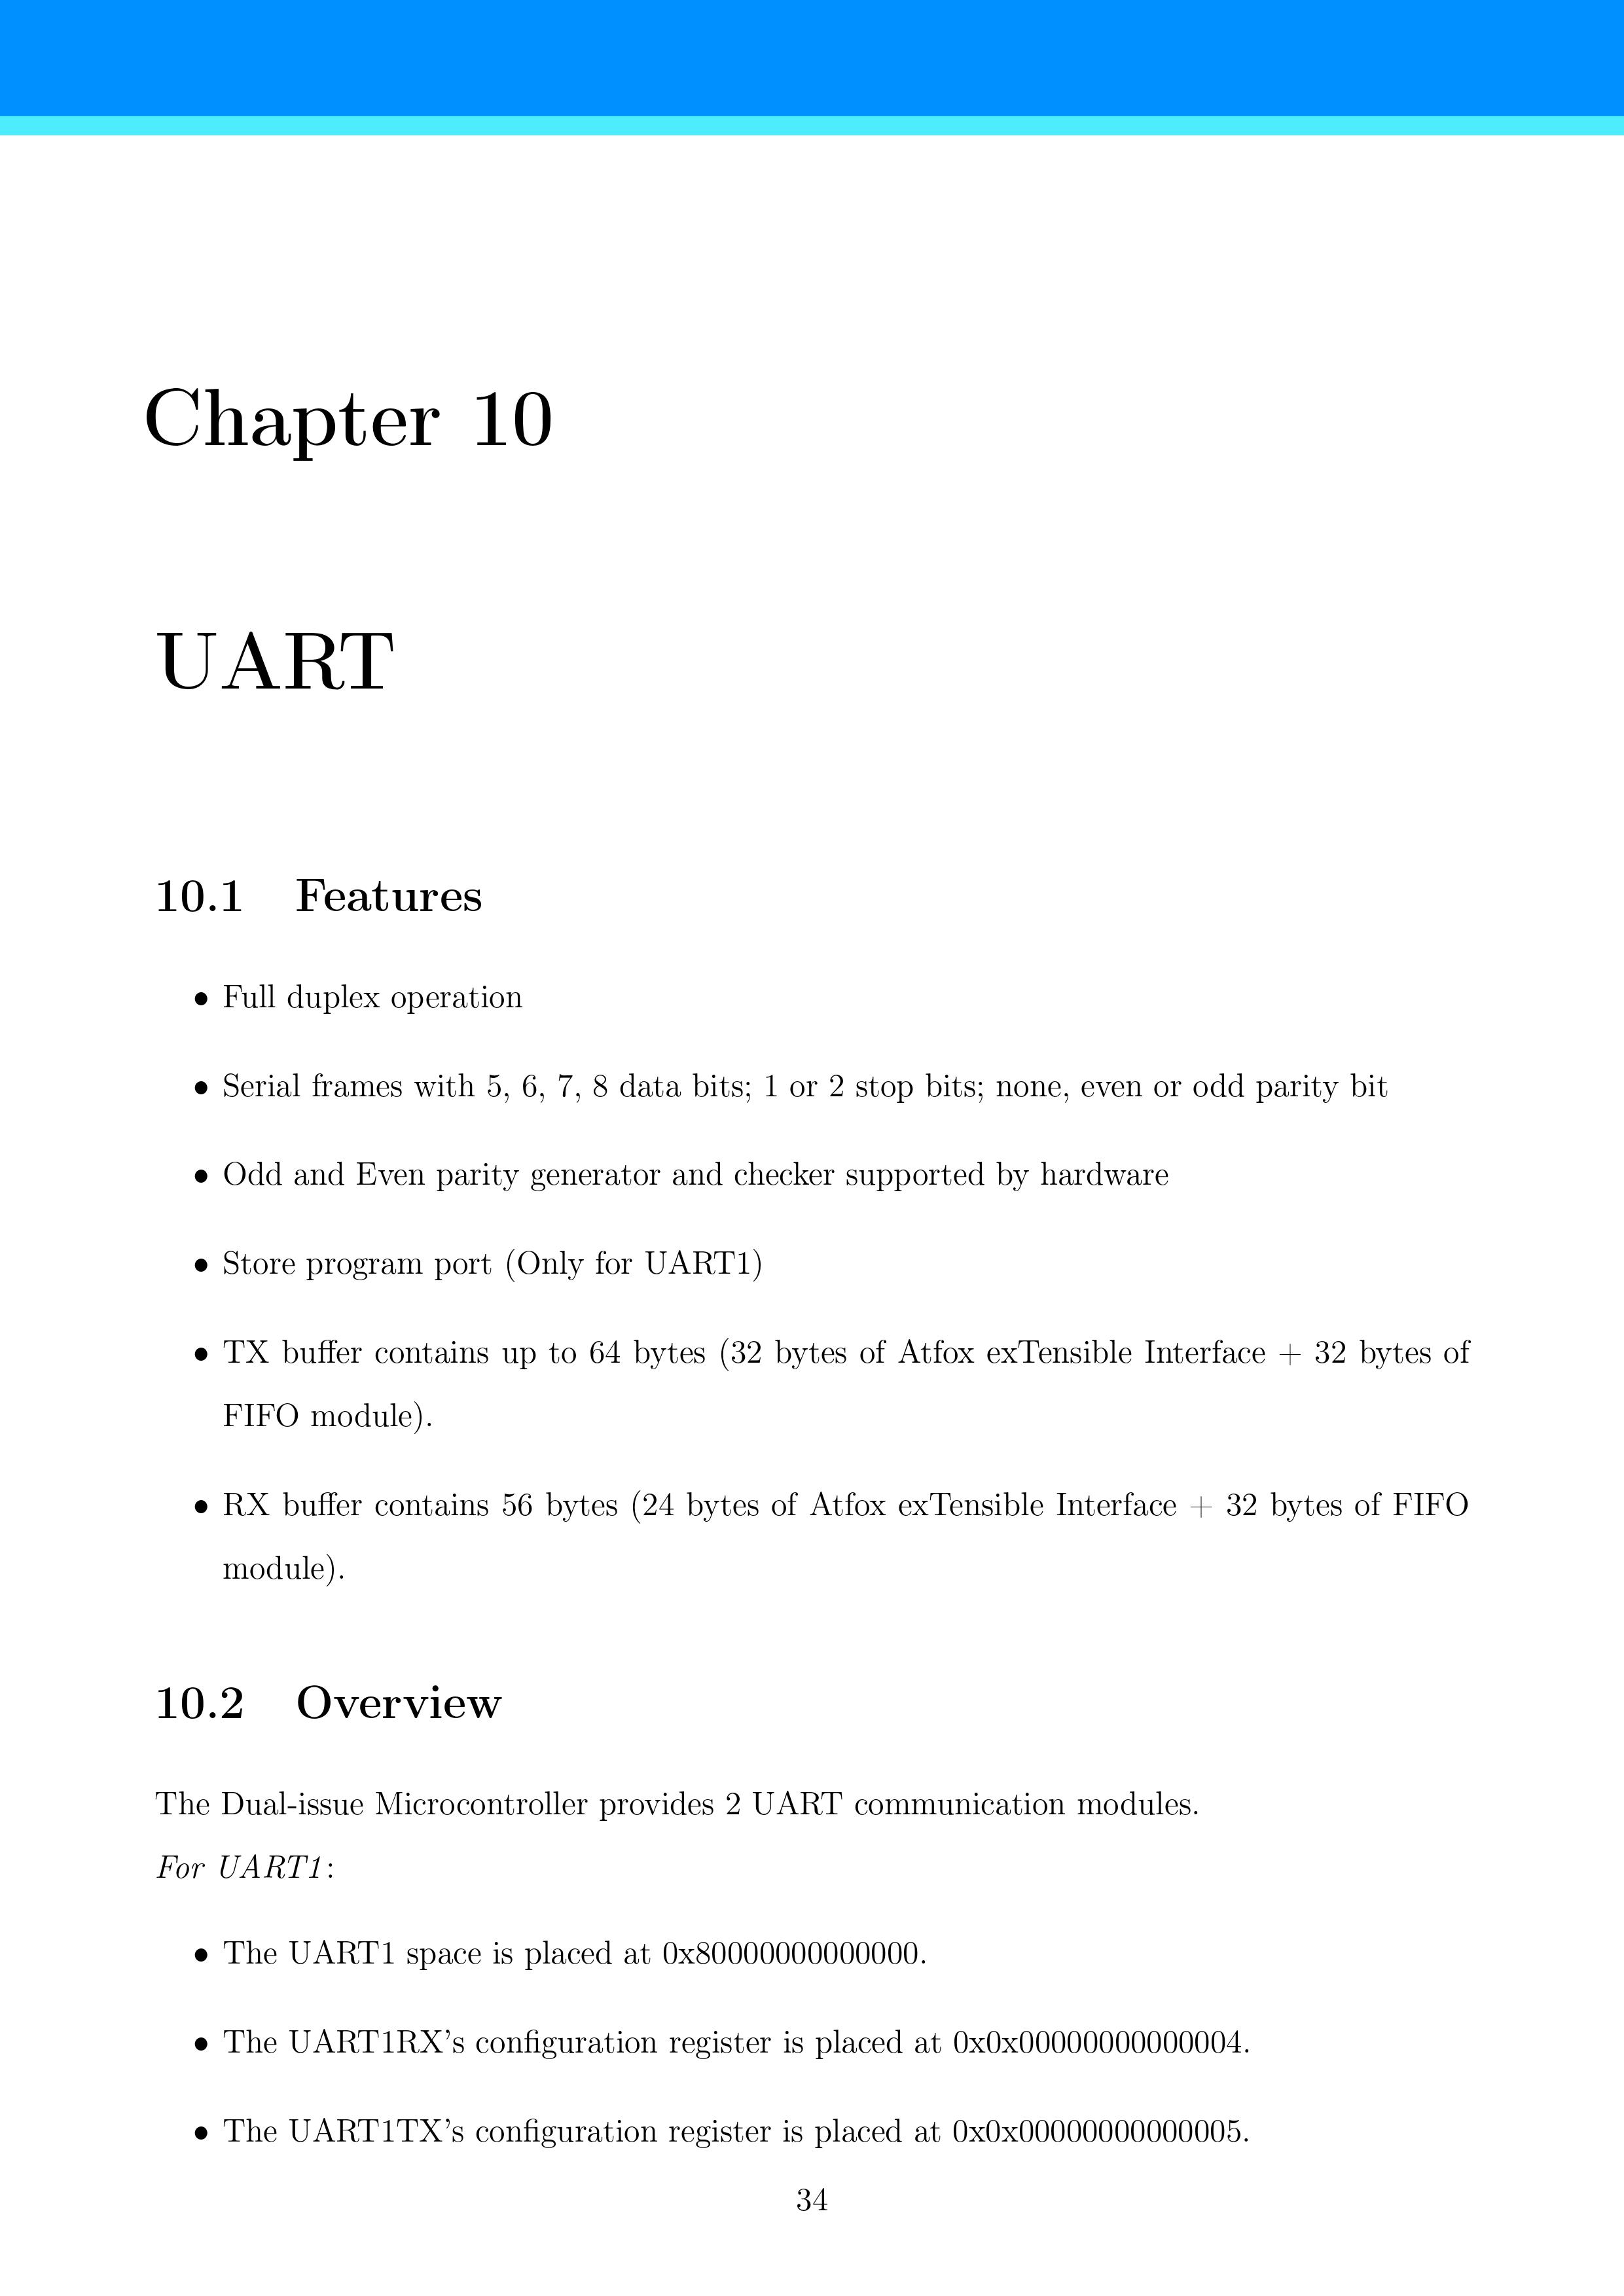 Chapter 10
UART
10.1 Features
• Full duplex operation
• Serial frames with 5, 6, 7, 8 data bits; 1 or 2 stop bits; none, even or odd parity bit
• Odd and Even parity generator and checker supported by hardware
• Store program port (Only for UART1)
• TX buffer contains up to 64 bytes (32 bytes of Atfox exTensible Interface + 32 bytes of
FIFO module).
• RX buffer contains 56 bytes (24 bytes of Atfox exTensible Interface + 32 bytes of FIFO
module).
10.2 Overview
The Dual-issue Microcontroller provides 2 UART communication modules.
For UART1:
• The UART1 space is placed at 0x80000000000000.
• The UART1RX's configuration register is placed at 0x0x00000000000004.
• The UART1TX's configuration register is placed at 0x0x00000000000005.
34